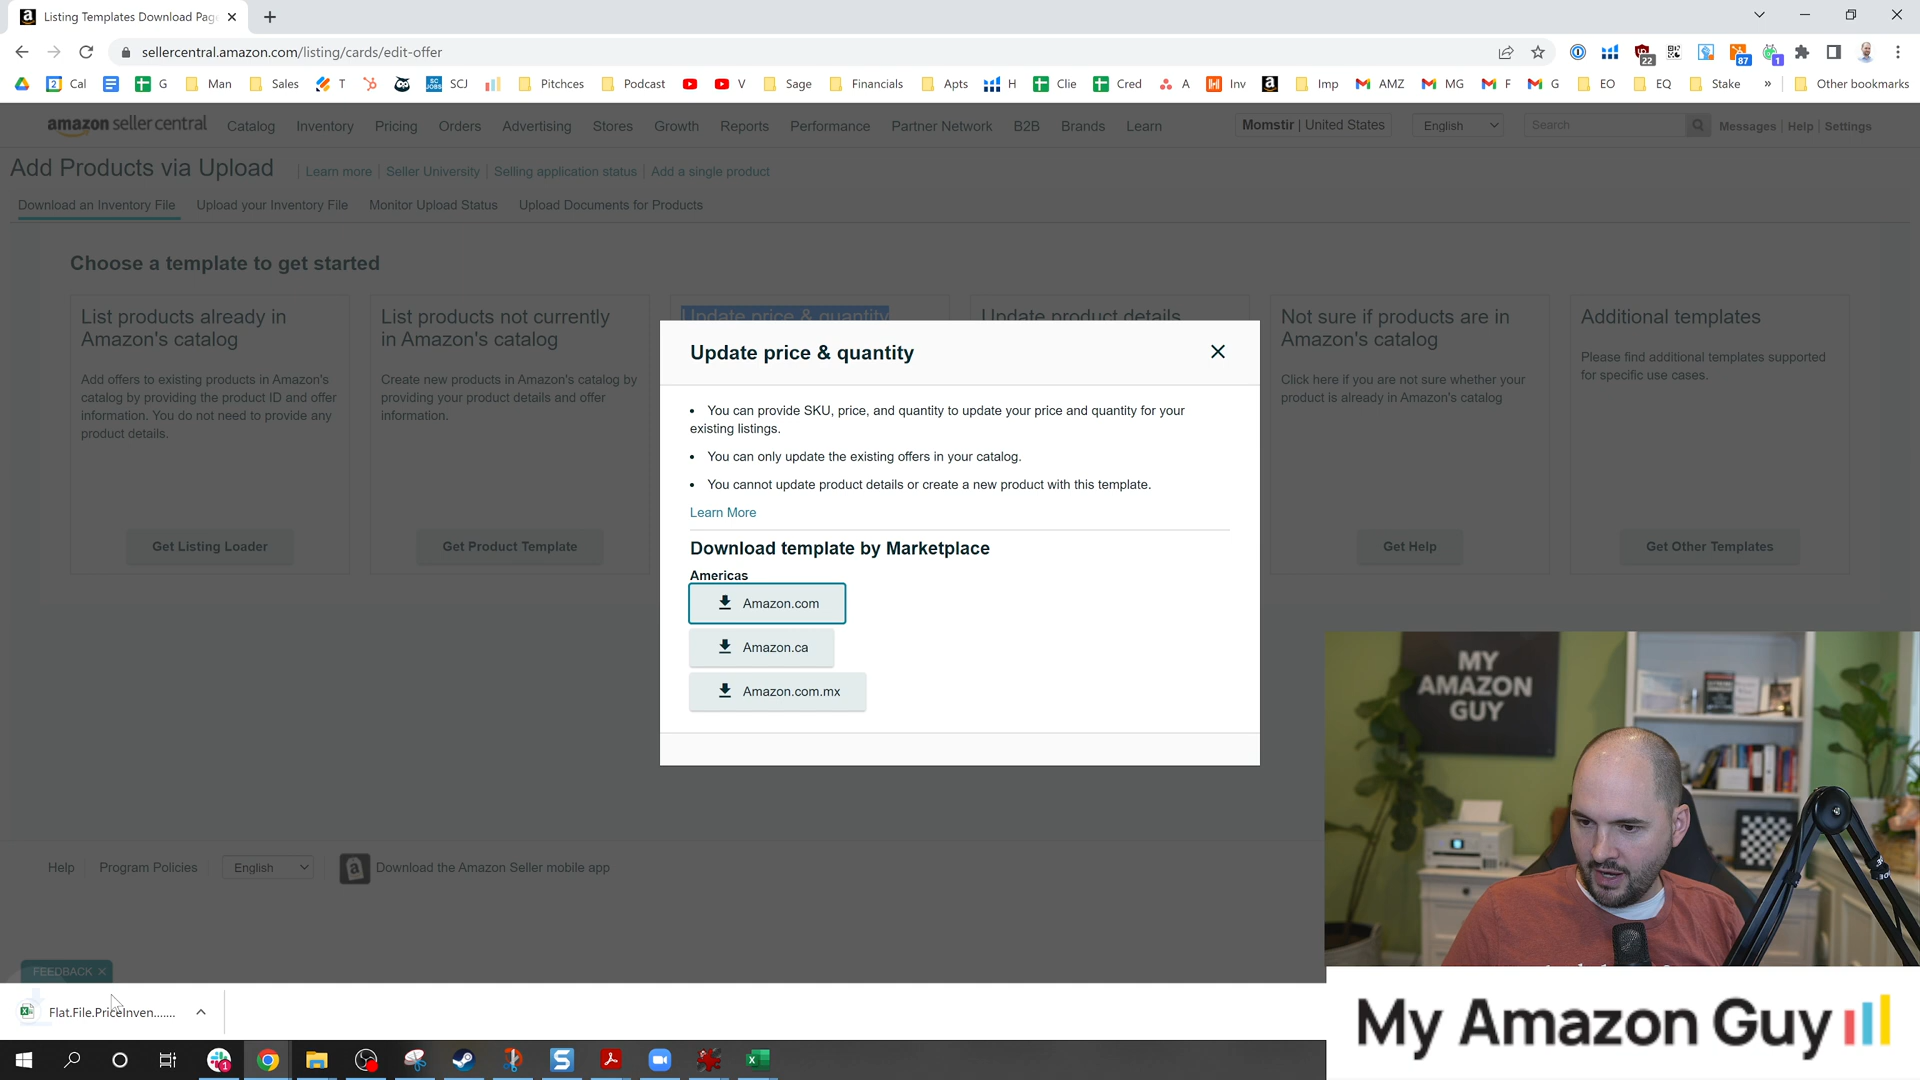 Listing Templates Download Pag
sellercentral.amazon.com/listing/cards/edit-offer
22
87
1
Cal
G
Man
Sales
T
SCJ
Pitchces
Podcast
V
Sage
Financials
Apts
H
Clie
Cred
A
Inv
Imp
AMZ
MG
F
G
EO
EQ
Stake
»
Other bookmarks
amazon seller central
Catalog
Inventory
Pricing
Orders
Advertising
Stores
Growth
Reports
Performance
Partner Network
B2B
Brands
Learn
Momstir | United States
English
Search
Messages | Help | Settings
Add Products via Upload
Learn more | Seller University | Selling application status | Add a single product
Download an Inventory File
Upload your Inventory File
Monitor Upload Status
Upload Documents for Products
Choose a template to get started
List products already in
Amazon's catalog
Add offers to existing products in Amazon's
catalog by providing the product ID and offer
information. You do not need to provide any
product details.
Get Listing Loader
List products not currently
in Amazon's catalog
Create new products in Amazon's catalog by
providing your product details and offer
information.
Get Product Template
Update price & quantity
Update product details
Not sure if products are in
Amazon's catalog
Click here if you are not sure whether your
product is already in Amazon's catalog
Get Help
Additional templates
Please find additional templates supported
for specific use cases.
Get Other Templates
Update price & quantity
• You can provide SKU, price, and quantity to update your price and quantity for your
existing listings.
• You can only update the existing offers in your catalog.
• You cannot update product details or create a new product with this template.
Learn More
Download template by Marketplace
Americas
Amazon.com
Amazon.ca
Amazon.com.mx
Help
Program Policies
English
Download the Amazon Seller mobile app
FEEDBACK ×
Flat.File.PriceInven.......
MY
AMAZON
GUY
My Amazon Guy